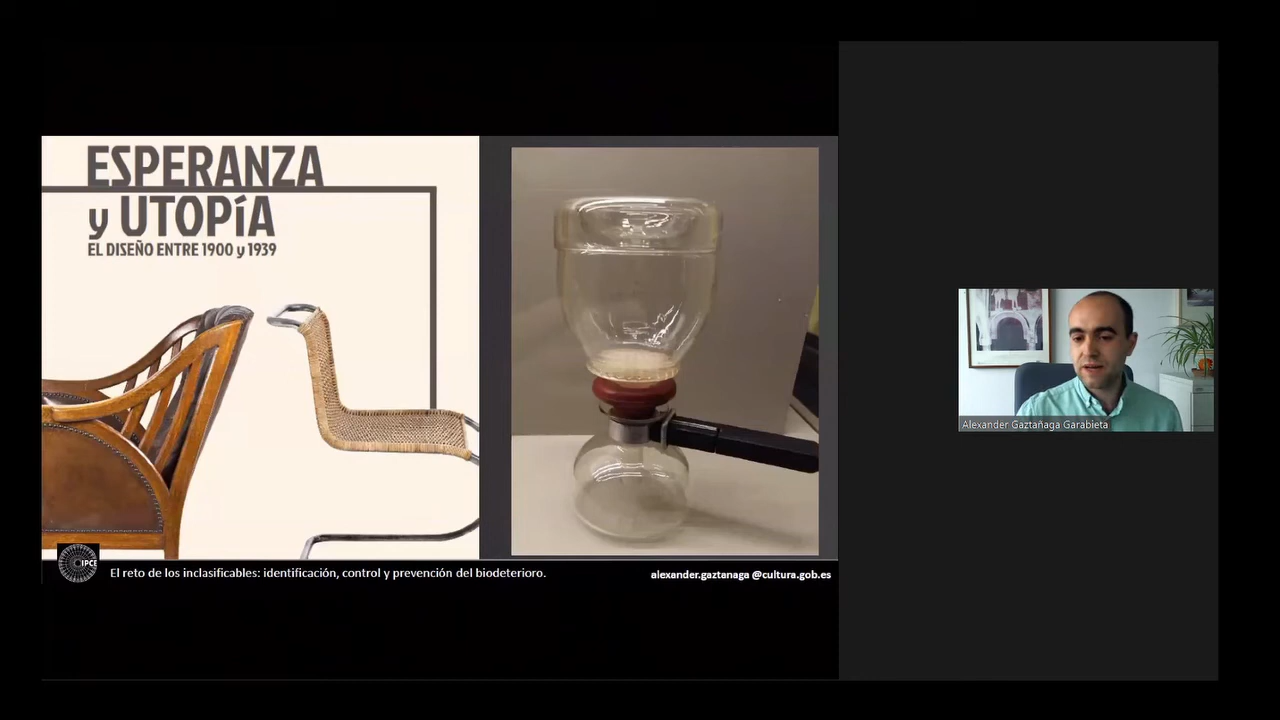 ESPERANZA
y UTOPíA
EL DISEÑO ENTRE 1900 y 1939
IPCE
El reto de los inclasificables: identificación, control y prevención del biodeterioro.
alexander.gaztanaga @cultura.gob.es
Alexander Gaztañaga Garabieta